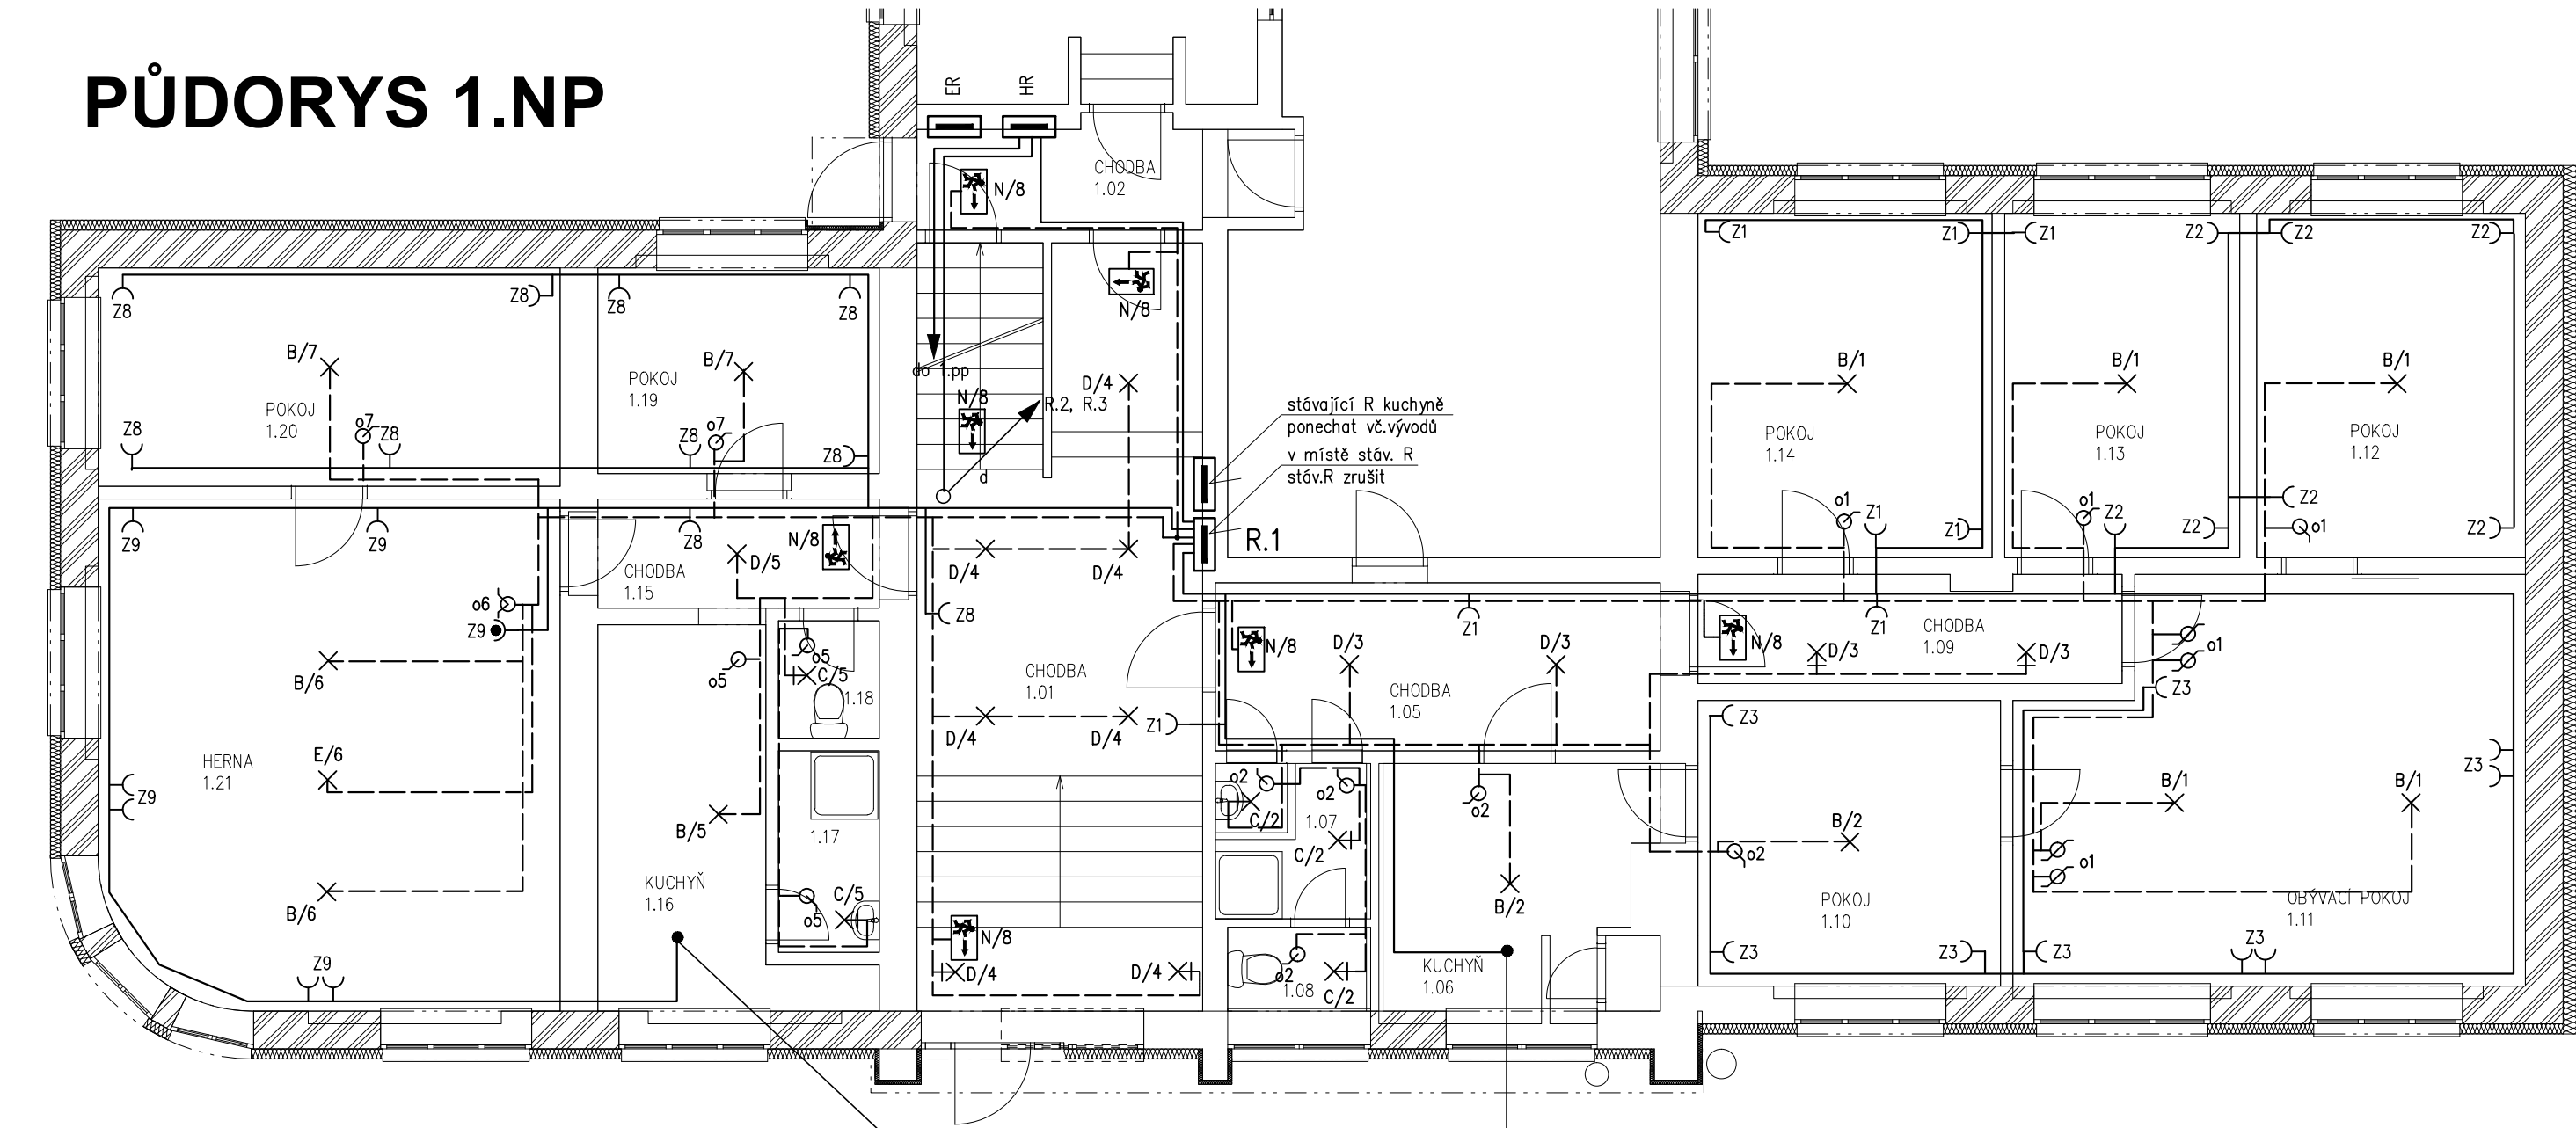 PŮDORYS 1.NP
ER
HR
CHODBA
1.02
N/8
N/8
do 1.pp
N/8
R.2, R.3
d
D/4
stávající R kuchyně
ponechat vč.vývodů
v místě stáv. R
stáv.R zrušit
R.1
Z8
Z8
Z8
Z8
B/7
POKOJ
1.20
o7
Z8
Z8
B/7
POKOJ
1.19
o7
Z8
Z8
Z9
Z9
Z8
CHODBA
1.15
D/5
N/8
o6
Z9
B/6
HERNA
1.21
E/6
Z9
B/6
Z9
o5
B/5
KUCHYŇ
1.16
o5
C/5
1.18
1.17
C/5
o5
D/4
D/4
Z8
CHODBA
1.01
D/4
D/4
Z1
N/8
D/4
D/4
Z1
N/8
D/3
D/3
CHODBA
1.05
o2
C/2
o2
1.07
C/2
o2
1.08
C/2
o2
B/2
KUCHYŇ
1.06
Z1
Z1
B/1
POKOJ
1.14
o1
Z1
Z1
Z1
Z2
B/1
POKOJ
1.13
o1
Z2
Z2
Z2
Z2
B/1
POKOJ
1.12
Z2
o1
Z2
Z1
N/8
D/3
CHODBA
1.09
D/3
o1
Z3
Z3
B/2
o2
POKOJ
1.10
Z3
Z3
Z3
B/1
B/1
o1
OBÝVACÍ POKOJ
1.11
Z3
Z3